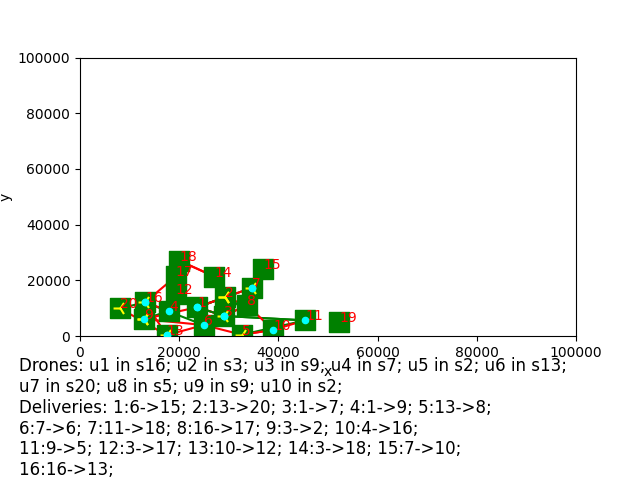 100000
80000
60000
40000
20000
0
y
18
15
14
12
16
11
19
0 20000 40000 60000 80000 100000
x
Drones: u1 in s16; u2 in s3; u3 in s9; u4 in s7; u5 in s2; u6 in s13;
u7 in s20; u8 in s5; u9 in s9; u10 in s2;
Deliveries: 1:6->15; 2:13->20; 3:1->7; 4:1->9; 5:13->8;
6:7->6; 7:11->18; 8:16->17; 9:3->2; 10:4->16;
11:9->5; 12:3->17; 13:10->12; 14:3->18; 15:7->10;
16:16->13;